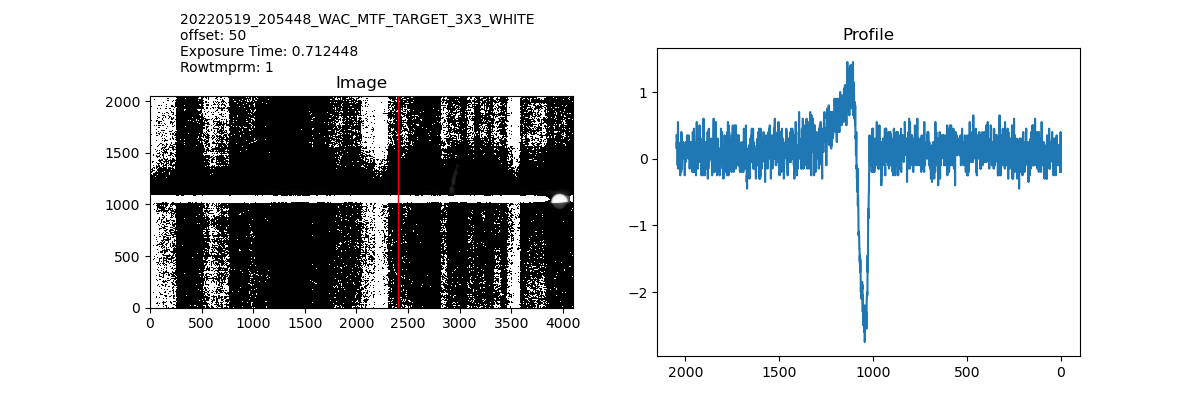 20220519_205448_WAC_MTF_TARGET_3X3_WHITE
offset: 50
Exposure Time: 0.712448
Rowtmprm: 1
Image
2000
1500
1000
500
0
0 500 1000 1500 2000 2500 3000 3500 4000
Profile
1
0
−1
−2
2000 1500 1000 500 0